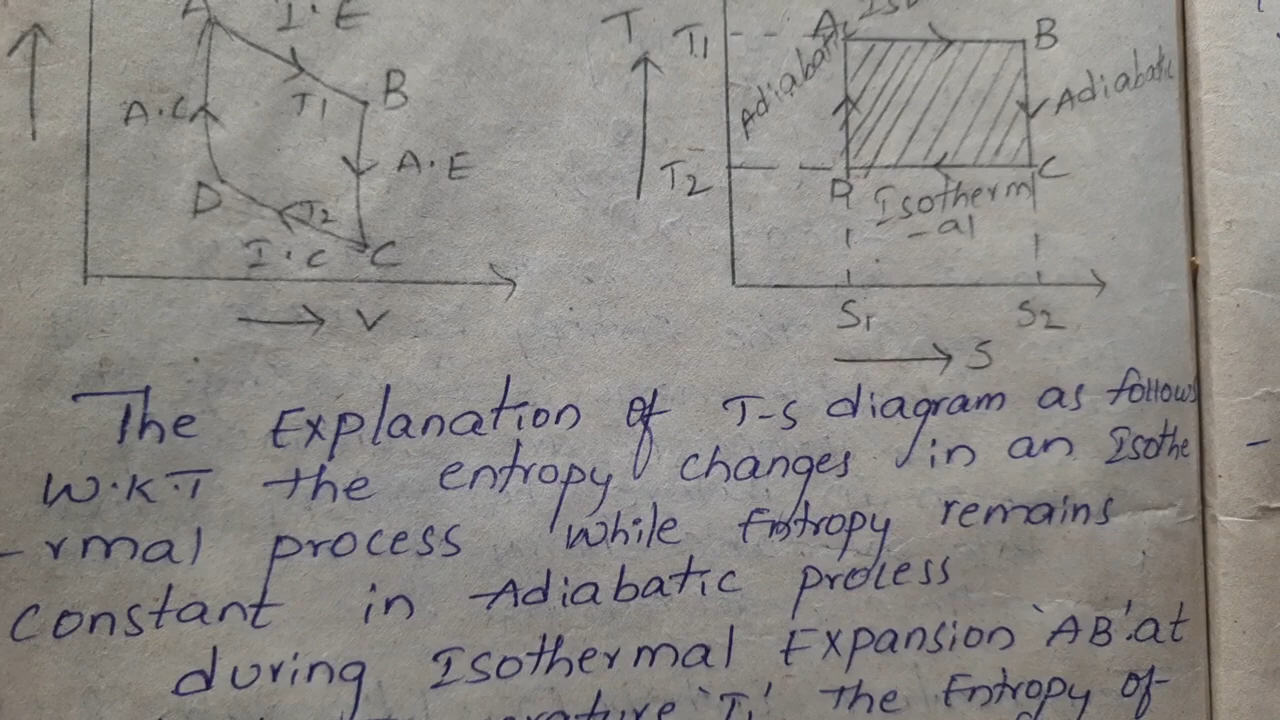 A
I.E
T1
B
A.C
A.E
D
T2
I.C
C
V
T
T1
A
B
Adiabatic
Adiabatic
T2
D
C
Isotherm
-al
S1
S2
S
The Explanation of T-S diagram as follows
W.K.T the entropy changes in an Isothe
-rmal process while Entropy remains
constant in Adiabatic process
during Isothermal Expansion 'AB' at
'T1' The Entropy of